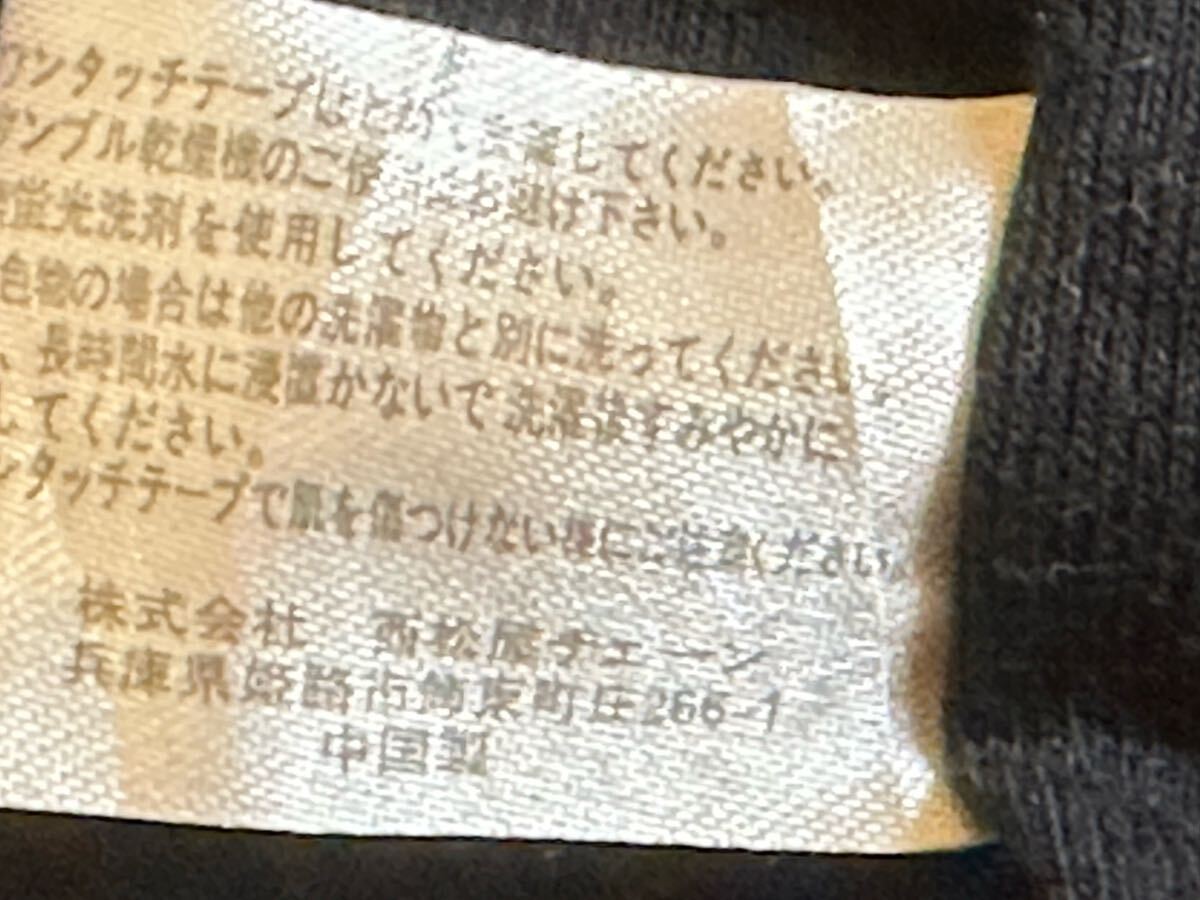 ンタッチテープはとめ、洗濯してください。
ンブル乾燥機のご使用はお避け下さい。
蛍光洗剤を使用してください。
色物の場合は他の洗濯物と別に洗ってください。
、長時間水に浸置かないで洗濯後すみやかに
してください。
ンタッチテープで肌を傷つけない様にご注意ください。
株式会社 西松屋チェーン
兵庫県姫路市飾東町庄266-1
中国製